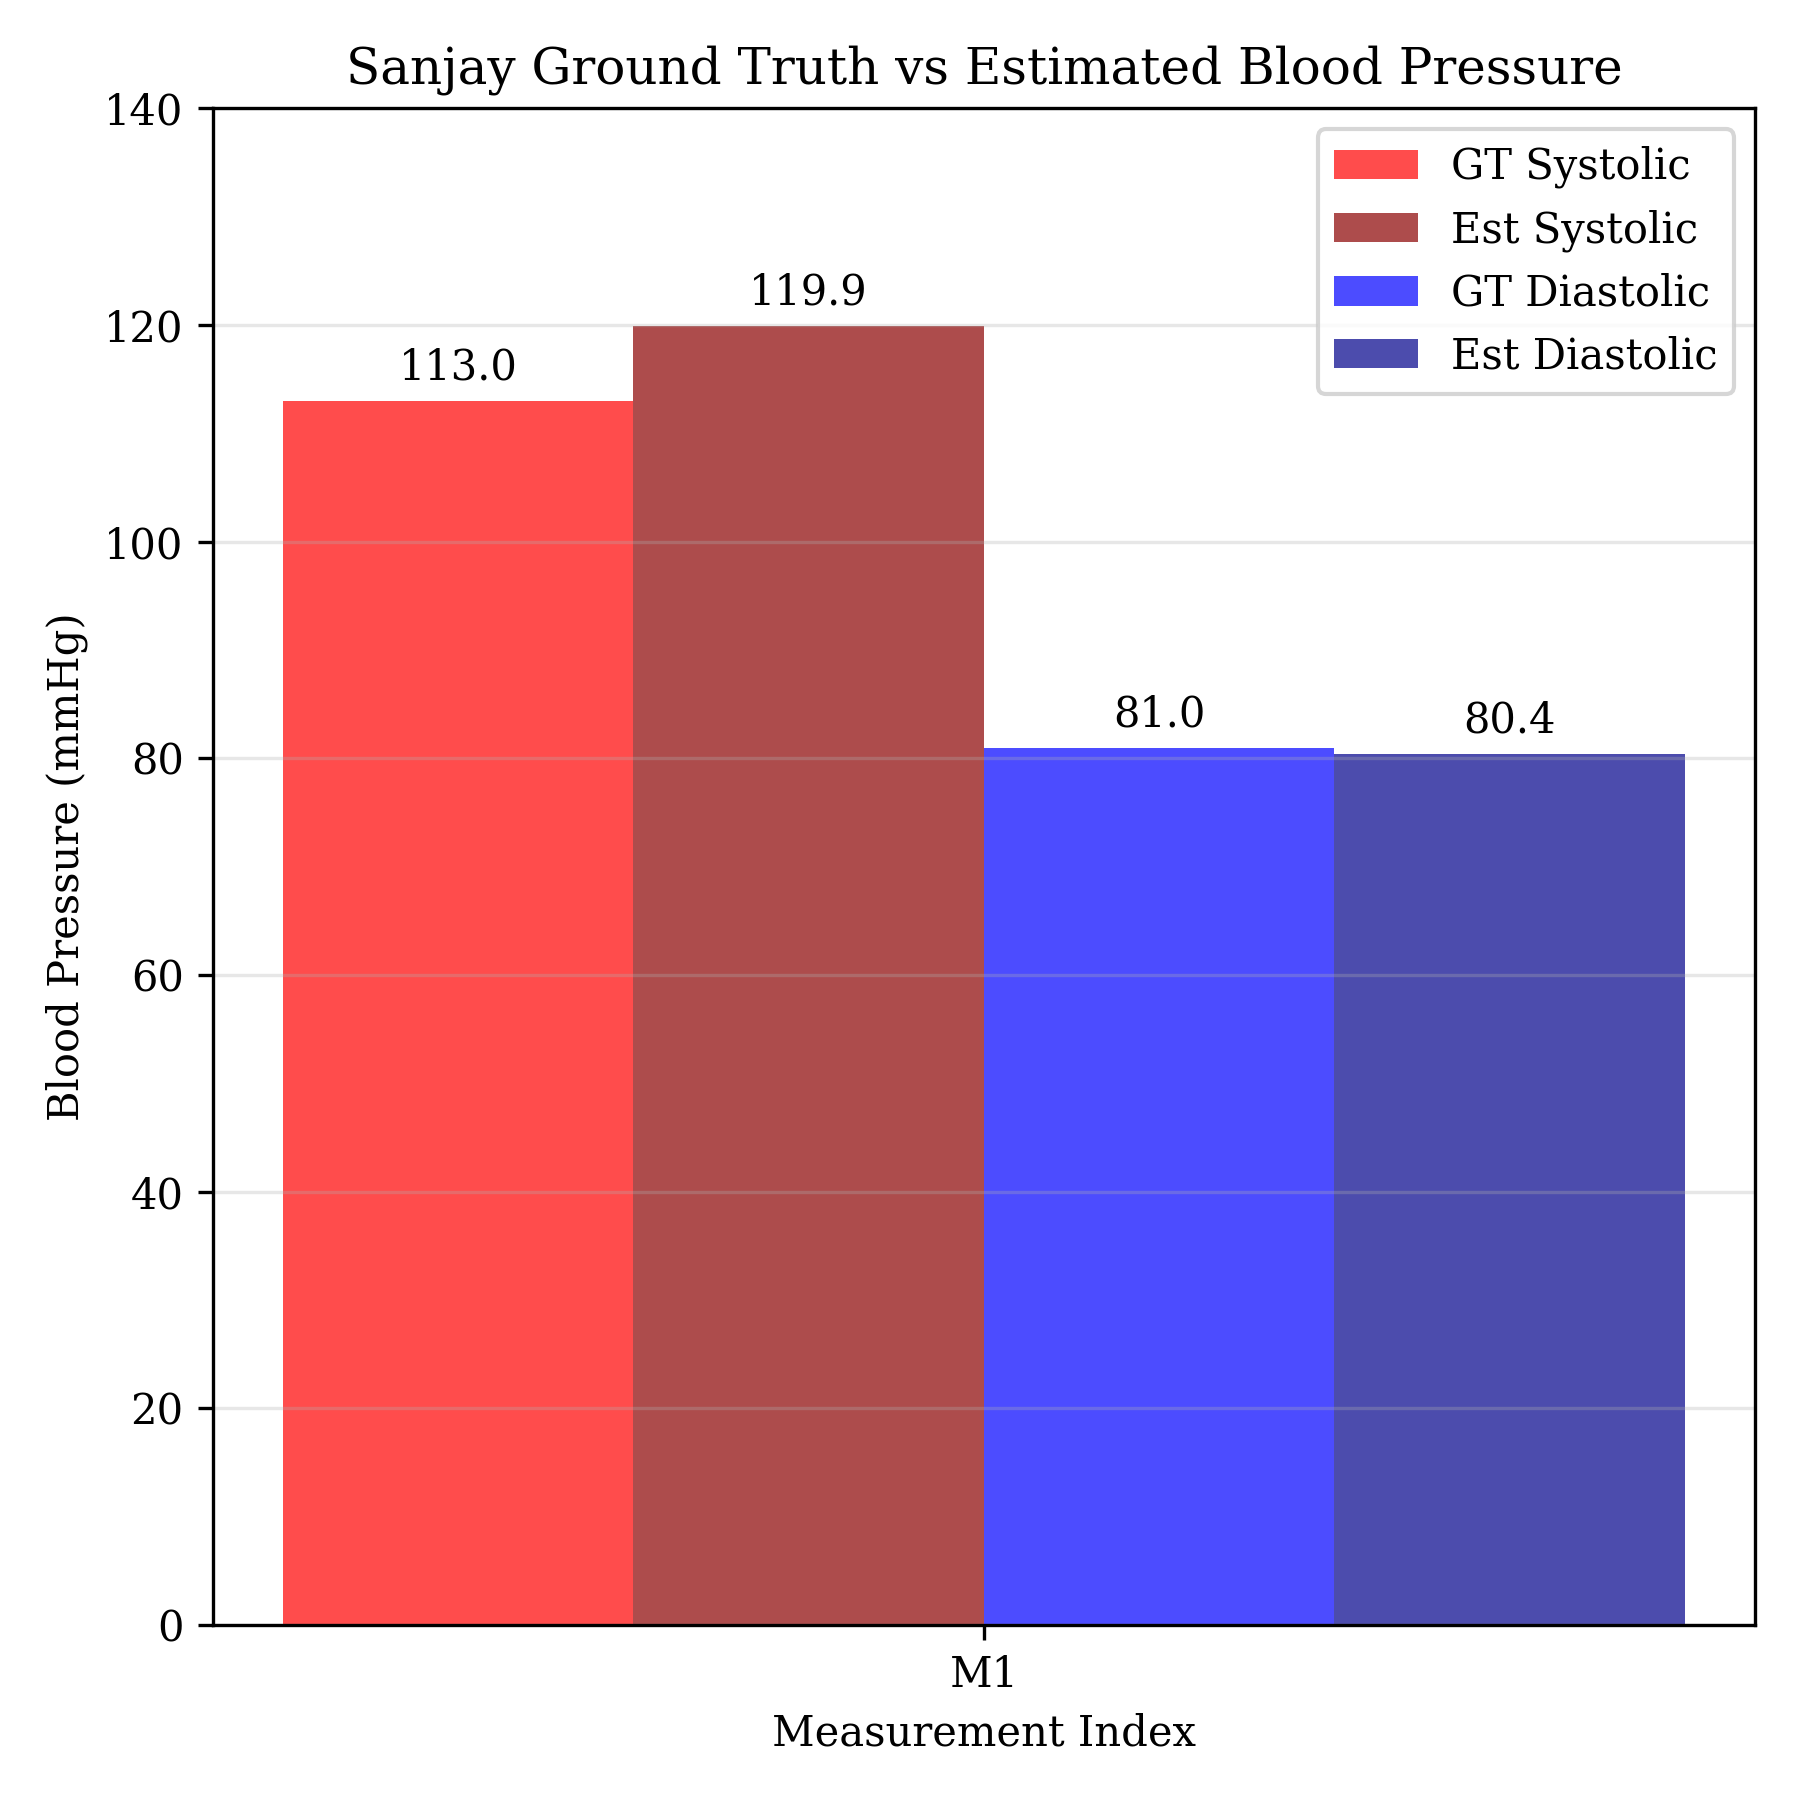 Sanjay Ground Truth vs Estimated Blood Pressure
140
120
100
80
60
40
20
0
Blood Pressure (mmHg)
GT Systolic
Est Systolic
GT Diastolic
Est Diastolic
113.0
119.9
81.0
80.4
M1
Measurement Index